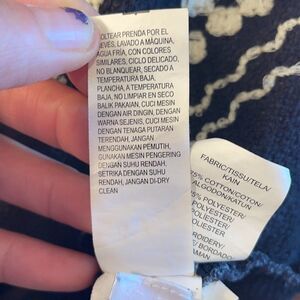 VOLTEAR PRENDA POR EL
REVES, LAVADO A MÁQUINA,
AGUA FRÍA, CON COLORES
SIMILARES, CICLO DELICADO,
NO BLANQUEAR, SECADO A
TEMPERATURA BAJA,
PLANCHA, A TEMPERATURA
BAJA, NO LIMPIAR EN SECO
BALIK PAKAIAN, CUCI MESIN
DENGAN AIR DINGIN, DENGAN
WARNA SEJENIS, CUCI MESIN
DENGAN TENAGA PUTARAN
TERENDAH, JANGAN
MENGGUNAKAN PEMUTIH,
GUNAKAN MESIN PENGERING
DENGAN SUHU RENDAH.
SETRIKA DENGAN SUHU
RENDAH, JANGAN DI-DRY
CLEAN
FABRIC/TISSU/TELA/
KAIN
COTTON/COTON/
ALGODÓN/KATUN
POLYESTER/
POLYESTER/
POLIESTER/
BORDADO/